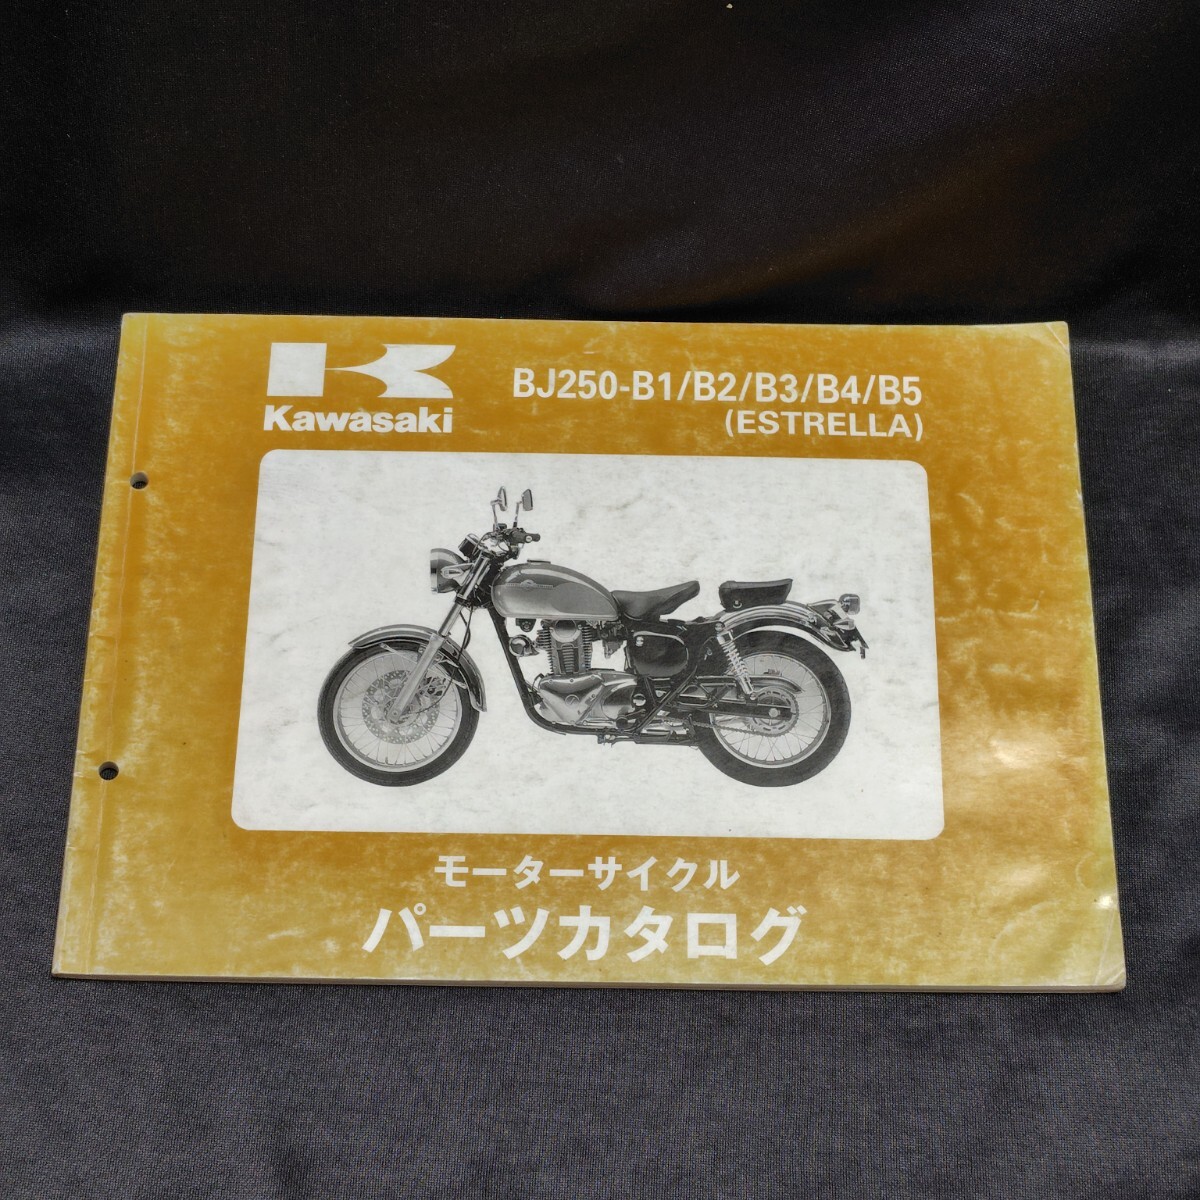 Kawasaki
BJ250-B1/B2/B3/B4/B5
(ESTRELLA)
モーターサイクル
パーツカタログ